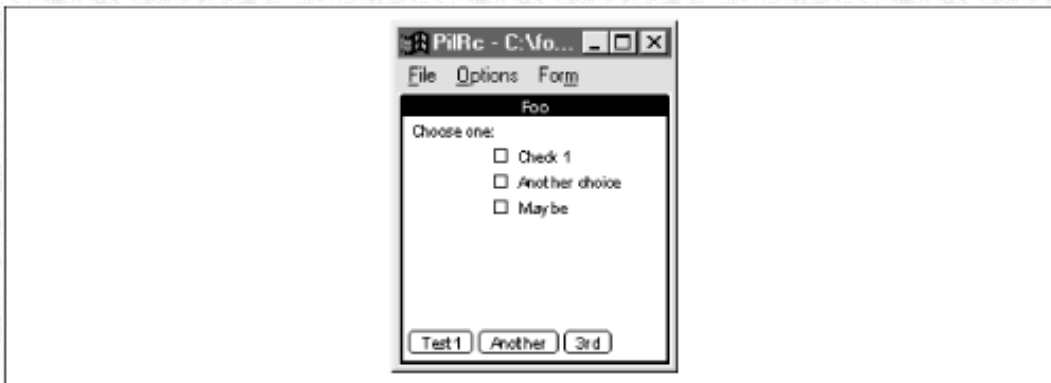 PilRc - C:\fo...
File Options Form
Foo
Choose one:
Check 1
Another choice
Maybe
Test1 Another 3rd